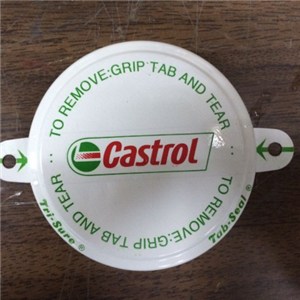 TO REMOVE:GRIP TAB AND TEAR
Castrol
TO REMOVE:GRIP TAB AND TEAR
Tri-Sure ®
Tab-Seal ®